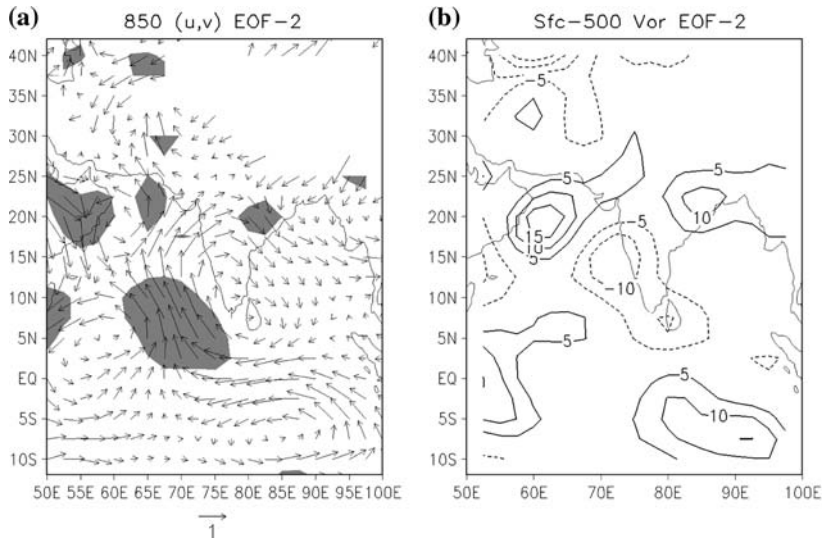 (a) 850 (u,v) EOF-2
40N
35N
30N
25N
20N
15N
10N
5N
EQ
5S
10S
50E 55E 60E 65E 70E 75E 80E 85E 90E 95E 100E
1
(b) Sfc-500 Vor EOF-2
40N
35N
30N
25N
20N
15N
10N
5N
EQ
5S
10S
50E 60E 70E 80E 90E 100E
-5
5
5
10
-5
15
10
5
-10
5
5
-10